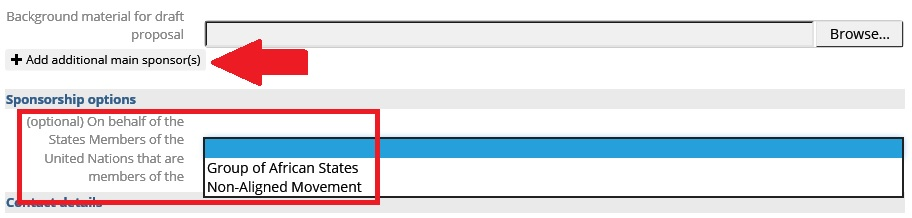 Background material for draft
proposal
Browse...
+ Add additional main sponsor(s)
Sponsorship options
(optional) On behalf of the
States Members of the
United Nations that are
members of the
Group of African States
Non-Aligned Movement
Contact details